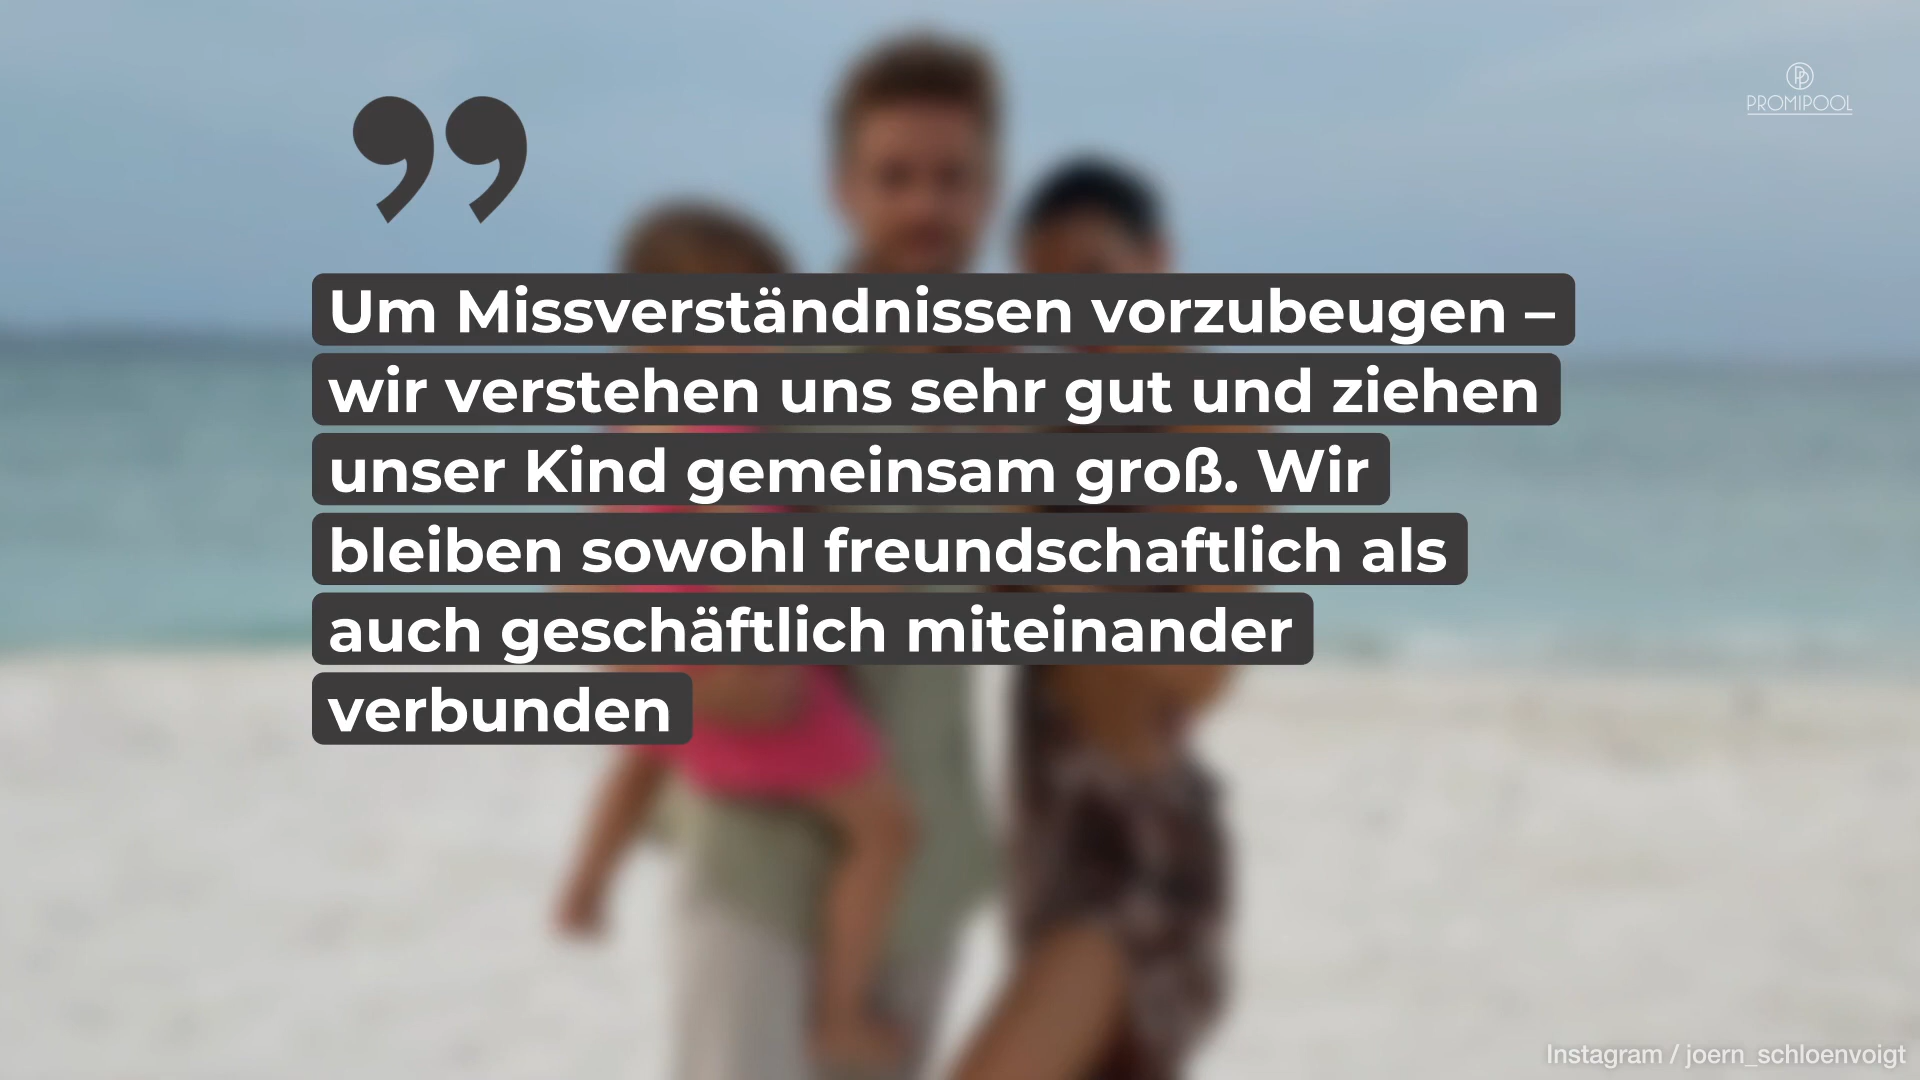 PROMIPOOL
”
Um Missverständnissen vorzubeugen –
wir verstehen uns sehr gut und ziehen
unser Kind gemeinsam groß. Wir
bleiben sowohl freundschaftlich als
auch geschäftlich miteinander
verbunden
Instagram / joern_schloenvoigt